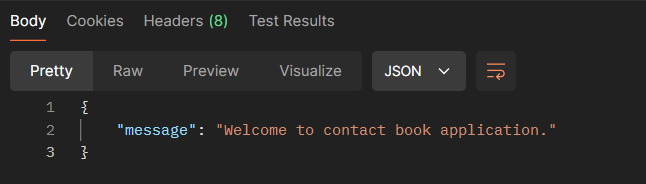 Body Cookies Headers (8) Test Results
Pretty Raw Preview Visualize JSON
1 {
2 "message": "Welcome to contact book application."
3 }